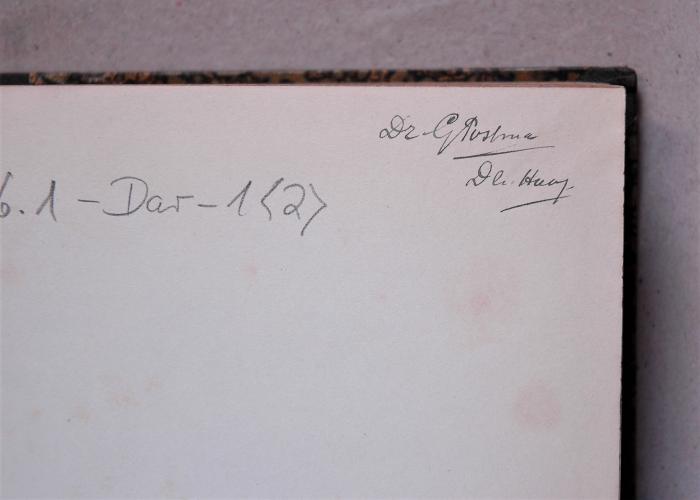 Dr. G Postma
Den Haag.
6.1 - Dar - 1 <2>